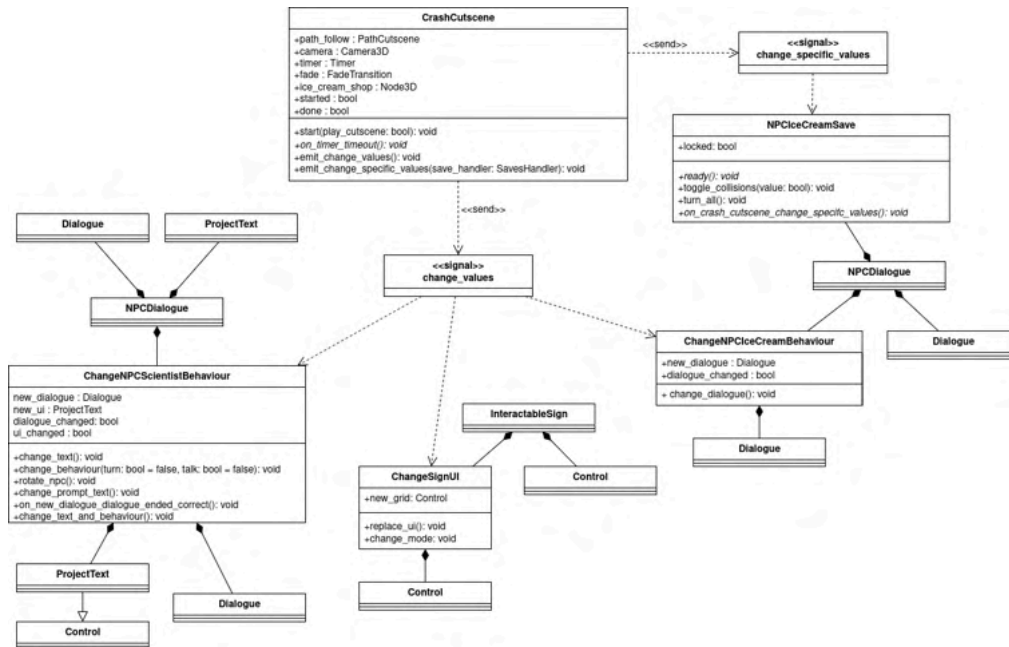 CrashCutscene
+path_follow : PathCutscene
+camera : Camera3D
+timer : Timer
+fade : FadeTransition
+ice_cream_shop : Node3D
+started : bool
+done : bool
+start(play_cutscene: bool): void
+on_timer_timeout(): void
+emit_change_values(): void
+emit_change_specific_values(save_handler: SavesHandler): void
<<send>>
<<signal>>
change_specific_values
NPCIceCreamSave
+locked: bool
+ready(): void
+toggle_collisions(value: bool): void
+turn_all(): void
+on_crash_cutscene_change_specifc_values(): void
<<send>>
<<signal>>
change_values
Dialogue
ProjectText
NPCDialogue
NPCDialogue
Dialogue
ChangeNPCIceCreamBehaviour
+new_dialogue : Dialogue
+dialogue_changed : bool
+ change_dialogue(): void
Dialogue
ChangeNPCScientistBehaviour
new_dialogue : Dialogue
new_ui : ProjectText
dialogue_changed: bool
ui_changed : bool
+change_text(): void
+change_behaviour(turn: bool = false, talk: bool = false): void
+rotate_npc(): void
+change_prompt_text(): void
+on_new_dialogue_dialogue_ended_correct(): void
+change_text_and_behaviour(): void
InteractableSign
ChangeSignUI
+new_grid: Control
+replace_ui(): void
+change_mode: void
Control
Control
ProjectText
Dialogue
Control